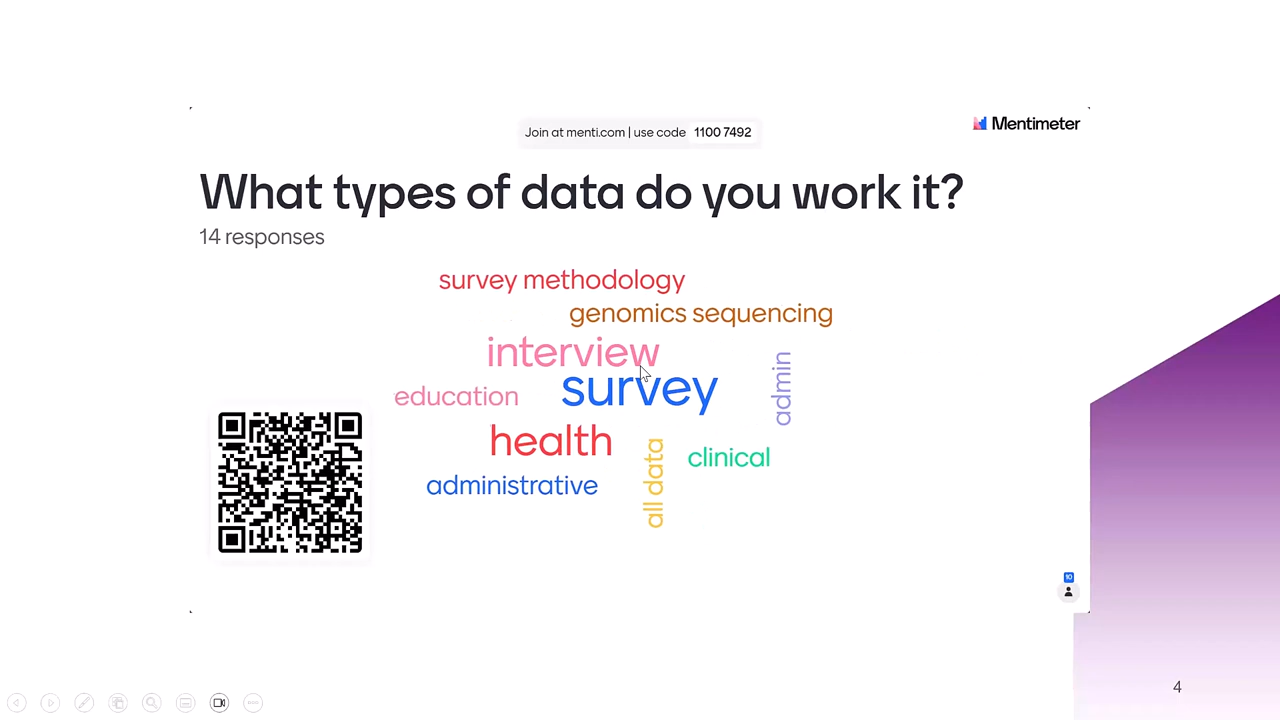 Join at menti.com | use code 1100 7492
Mentimeter
What types of data do you work it?
14 responses
survey methodology
genomics sequencing
interview
survey
admin
education
health
all data
clinical
administrative
10
4